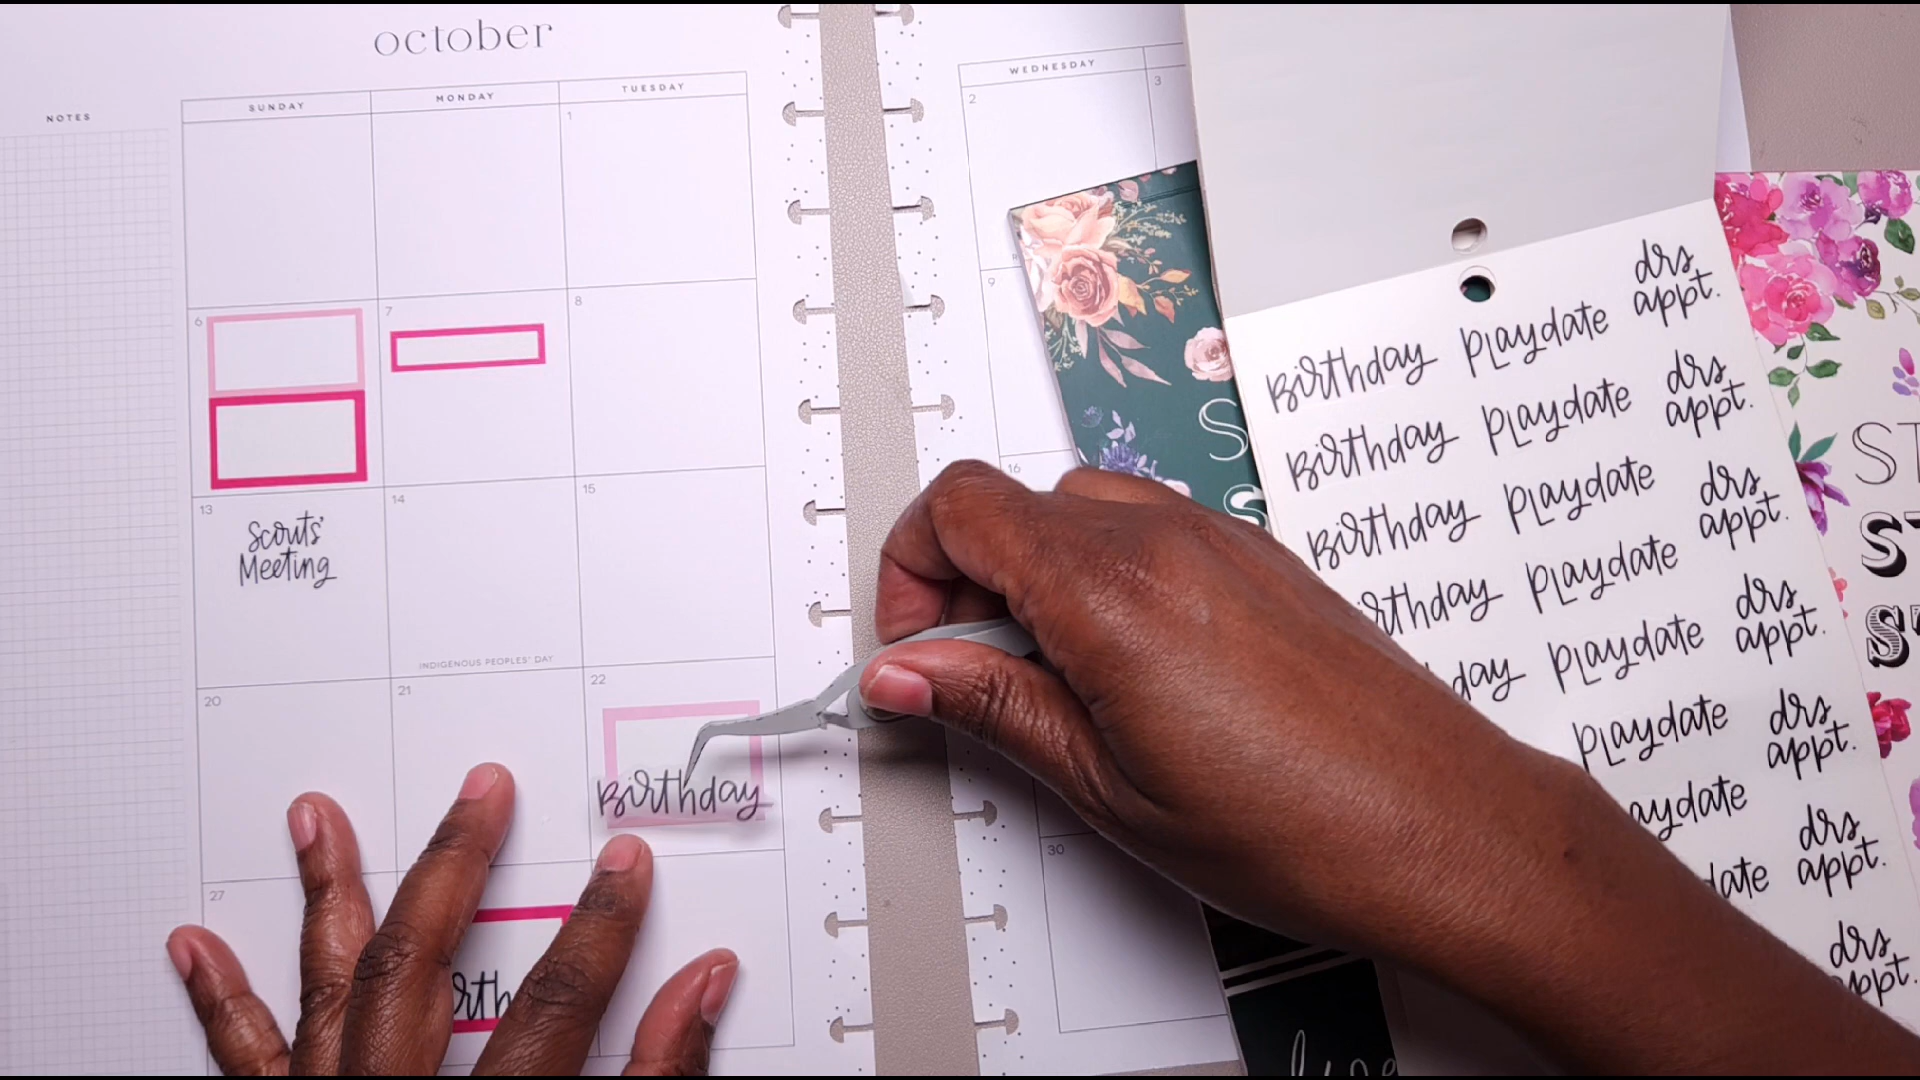 october
NOTES
SUNDAY
MONDAY
TUESDAY
1
6
7
8
13
Scouts'
Meeting
14
INDIGENOUS PEOPLES' DAY
15
20
21
22
Birthday
27
WEDNESDAY
2
3
9
16
30
Birthday playdate drs appt.
Birthday playdate drs appt.
Birthday playdate drs appt.
playdate drs appt.
playdate drs appt.
playdate drs appt.
drs appt.
drs